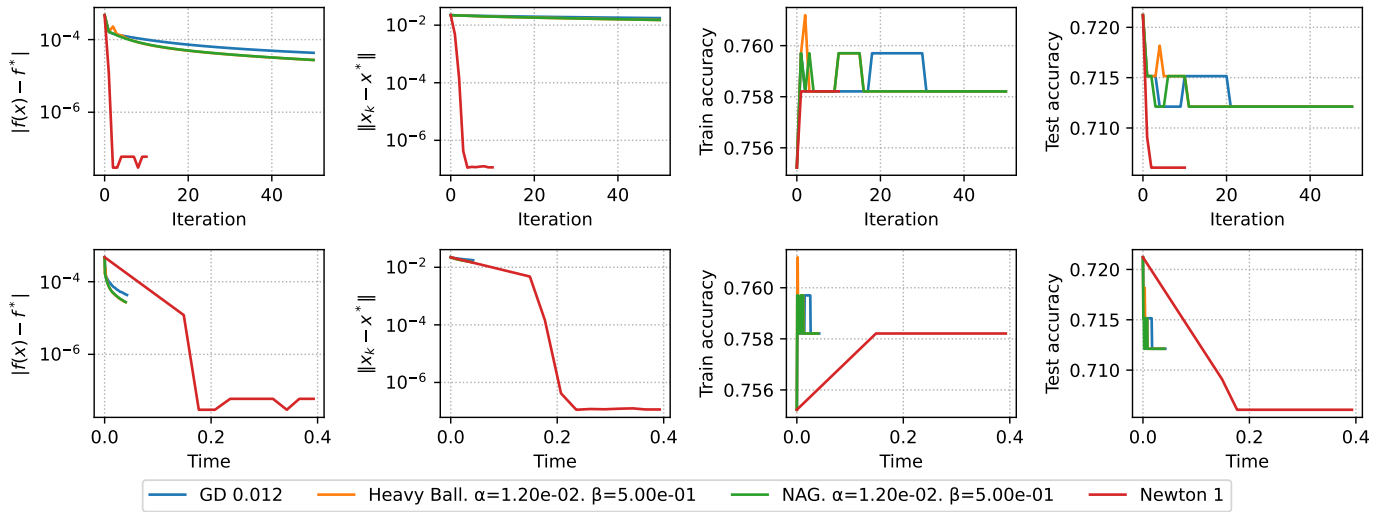 |f(x) − f*|
10⁻⁴
10⁻⁶
0 20 40
Iteration
‖x_k − x*‖
10⁻²
10⁻⁴
10⁻⁶
0 20 40
Iteration
Train accuracy
0.760
0.758
0.756
0 20 40
Iteration
Test accuracy
0.720
0.715
0.710
0 20 40
Iteration
|f(x) − f*|
10⁻⁴
10⁻⁶
0.0 0.2 0.4
Time
‖x_k − x*‖
10⁻²
10⁻⁴
10⁻⁶
0.0 0.2 0.4
Time
Train accuracy
0.760
0.758
0.756
0.0 0.2 0.4
Time
Test accuracy
0.720
0.715
0.710
0.0 0.2 0.4
Time
GD 0.012 Heavy Ball. α=1.20e-02. β=5.00e-01 NAG. α=1.20e-02. β=5.00e-01 Newton 1